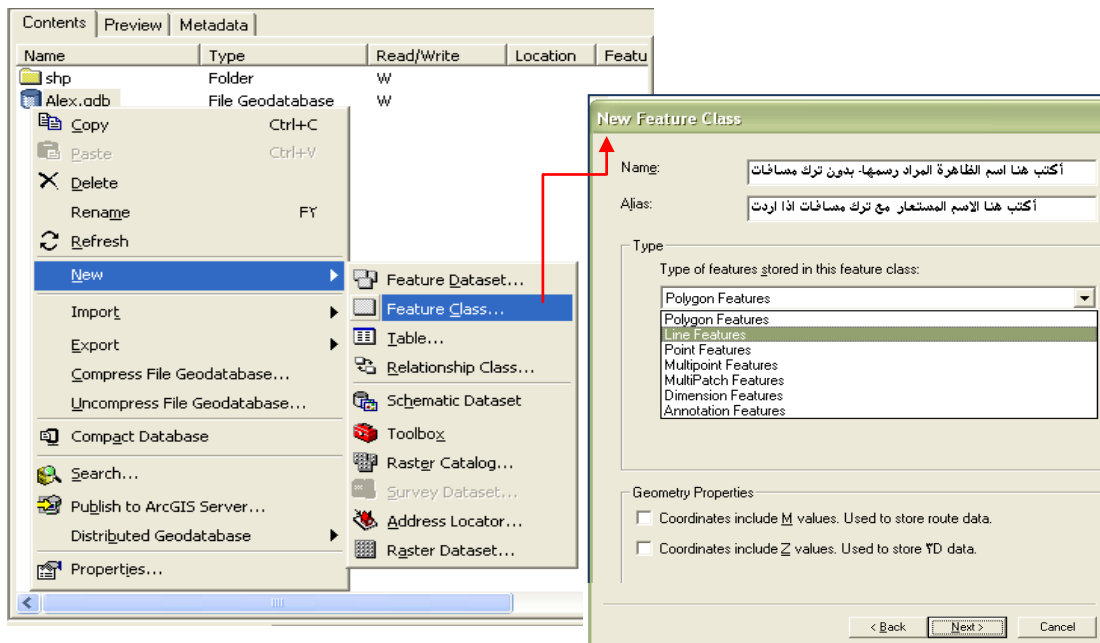 Contents Preview Metadata
Name Type Read/Write Location Featu
shp Folder W
Alex.gdb File Geodatabase W
Copy Ctrl+C
Paste Ctrl+V
Delete
Rename F٢
Refresh
New
Import
Export
Compress File Geodatabase...
Uncompress File Geodatabase...
Compact Database
Search...
Publish to ArcGIS Server...
Distributed Geodatabase
Properties...
Feature Dataset...
Feature Class...
Table...
Relationship Class...
Schematic Dataset
Toolbox
Raster Catalog...
Survey Dataset...
Address Locator...
Raster Dataset...
New Feature Class
Name: أكتب هنا اسم الظاهرة المراد رسمها- بدون ترك مسافات
Alias: أكتب هنا الاسم المستعار مع ترك مسافات اذا اردت
Type
Type of features stored in this feature class:
Polygon Features
Polygon Features
Line Features
Point Features
Multipoint Features
MultiPatch Features
Dimension Features
Annotation Features
Geometry Properties
Coordinates include M values. Used to store route data.
Coordinates include Z values. Used to store ٣D data.
< Back Next > Cancel